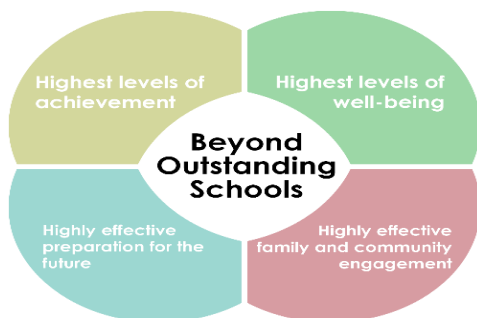 Highest levels of
achievement
Highest levels of
well-being
Beyond
Outstanding
Schools
Highly effective
preparation for the
future
Highly effective
family and community
engagement